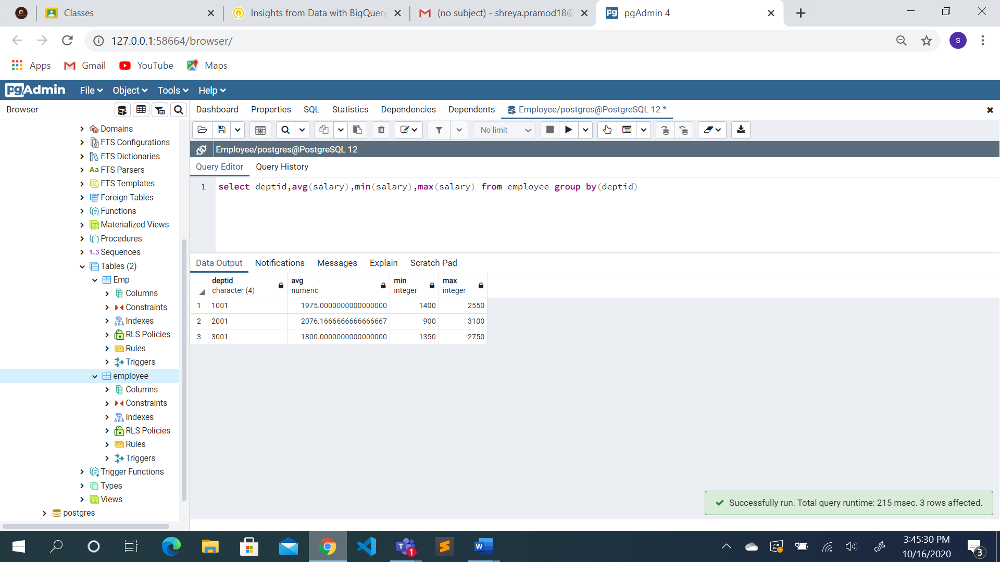 Classes
Insights from Data with BigQuery
(no subject) - shreya.pramod18@
pg pgAdmin 4
127.0.0.1:58664/browser/
S
Apps Gmail YouTube Maps
pgAdmin File Object Tools Help
Browser
Dashboard Properties SQL Statistics Dependencies Dependents Employee/postgres@PostgreSQL 12 *
No limit
Employee/postgres@PostgreSQL 12
Query Editor Query History
1 select deptid,avg(salary),min(salary),max(salary) from employee group by(deptid)
Domains
FTS Configurations
FTS Dictionaries
Aa FTS Parsers
FTS Templates
Foreign Tables
Functions
Materialized Views
Procedures
1..3 Sequences
Tables (2)
Emp
Columns
Constraints
Indexes
RLS Policies
Rules
Triggers
employee
Columns
Constraints
Indexes
RLS Policies
Rules
Triggers
Trigger Functions
Types
Views
postgres
Data Output Notifications Messages Explain Scratch Pad
deptid avg min max
character (4) numeric integer integer
1 1001 1975.0000000000000000 1400 2550
2 2001 2076.1666666666666667 900 3100
3 3001 1800.0000000000000000 1350 2750
Successfully run. Total query runtime: 215 msec. 3 rows affected.
T 1
S
W
3:45:30 PM
10/16/2020
3